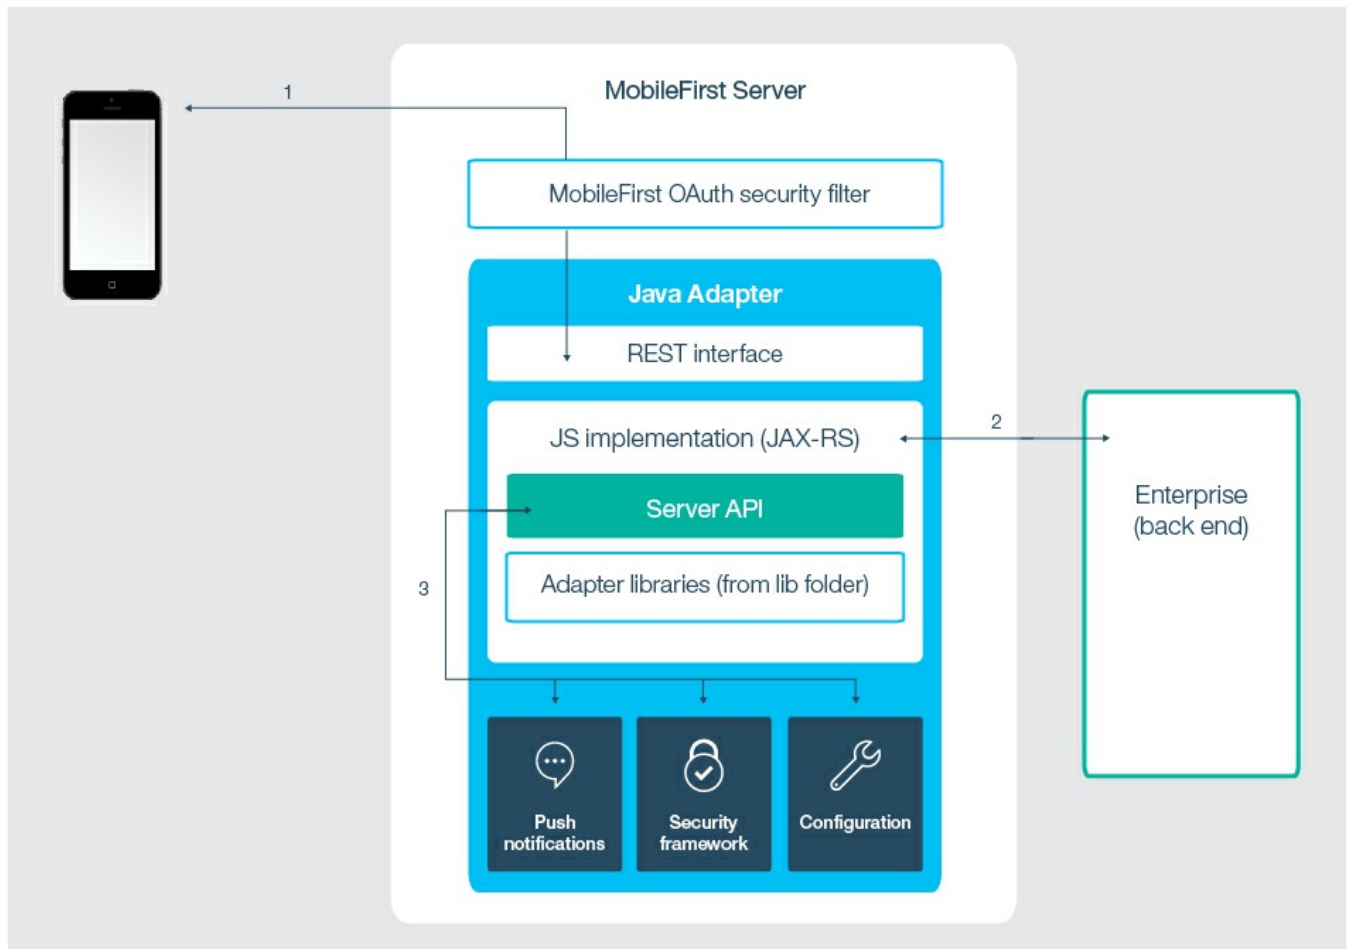 1
MobileFirst Server
MobileFirst OAuth security filter
Java Adapter
REST interface
JS implementation (JAX-RS)
2
Server API
Enterprise
(back end)
3
Adapter libraries (from lib folder)
Push
notifications
Security
framework
Configuration